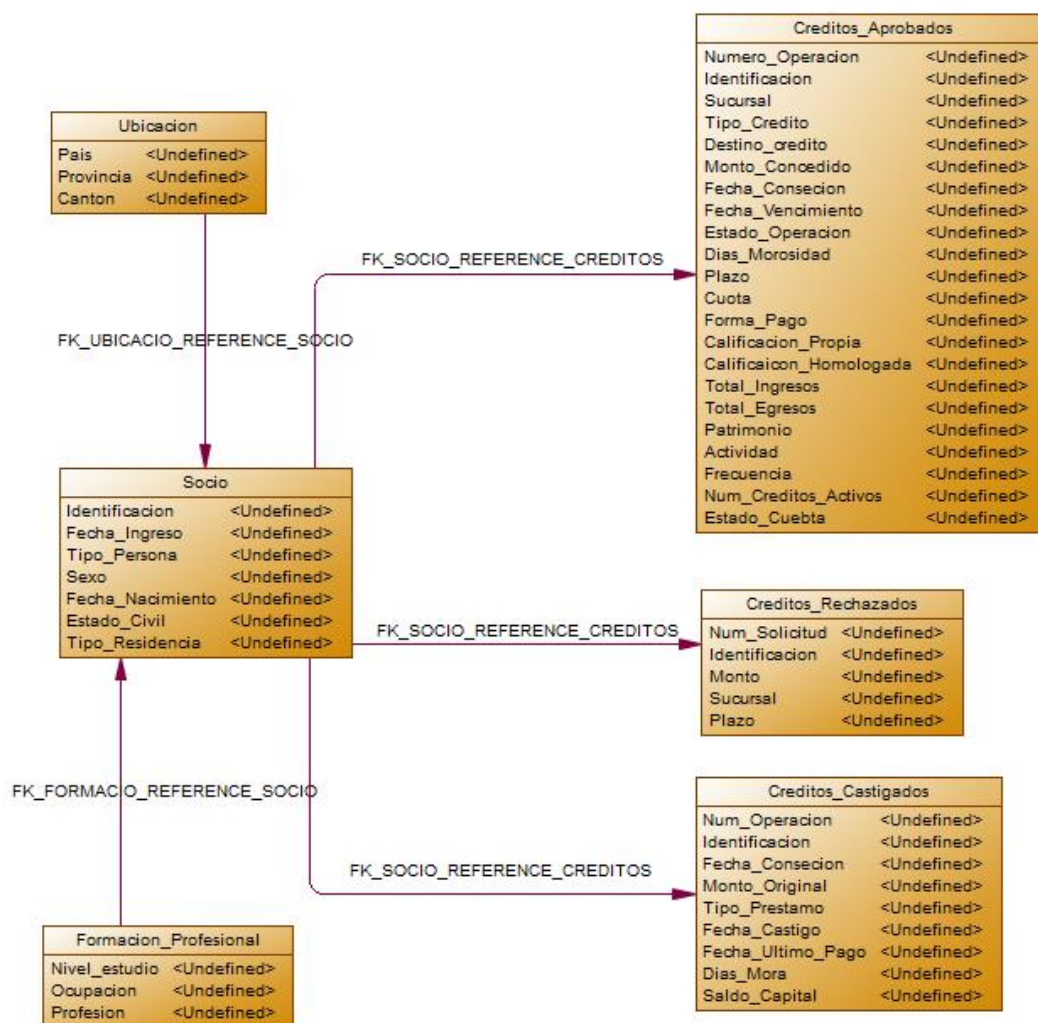 Creditos_Aprobados
Numero_Operacion <Undefined>
Identificacion <Undefined>
Sucursal <Undefined>
Tipo_Credito <Undefined>
Destino_credito <Undefined>
Monto_Concedido <Undefined>
Fecha_Consecion <Undefined>
Fecha_Vencimiento <Undefined>
Estado_Operacion <Undefined>
Dias_Morosidad <Undefined>
Plazo <Undefined>
Cuota <Undefined>
Forma_Pago <Undefined>
Calificacion_Propia <Undefined>
Calificaicon_Homologada <Undefined>
Total_Ingresos <Undefined>
Total_Egresos <Undefined>
Patrimonio <Undefined>
Actividad <Undefined>
Frecuencia <Undefined>
Num_Creditos_Activos <Undefined>
Estado_Cuebta <Undefined>
Ubicacion
Pais <Undefined>
Provincia <Undefined>
Canton <Undefined>
FK_SOCIO_REFERENCE_CREDITOS
FK_UBICACIO_REFERENCE_SOCIO
Socio
Identificacion <Undefined>
Fecha_Ingreso <Undefined>
Tipo_Persona <Undefined>
Sexo <Undefined>
Fecha_Nacimiento <Undefined>
Estado_Civil <Undefined>
Tipo_Residencia <Undefined>
FK_SOCIO_REFERENCE_CREDITOS
Creditos_Rechazados
Num_Solicitud <Undefined>
Identificacion <Undefined>
Monto <Undefined>
Sucursal <Undefined>
Plazo <Undefined>
FK_FORMACIO_REFERENCE_SOCIO
FK_SOCIO_REFERENCE_CREDITOS
Creditos_Castigados
Num_Operacion <Undefined>
Identificacion <Undefined>
Fecha_Consecion <Undefined>
Monto_Original <Undefined>
Tipo_Prestamo <Undefined>
Fecha_Castigo <Undefined>
Fecha_Ultimo_Pago <Undefined>
Dias_Mora <Undefined>
Saldo_Capital <Undefined>
Formacion_Profesional
Nivel_estudio <Undefined>
Ocupacion <Undefined>
Profesion <Undefined>